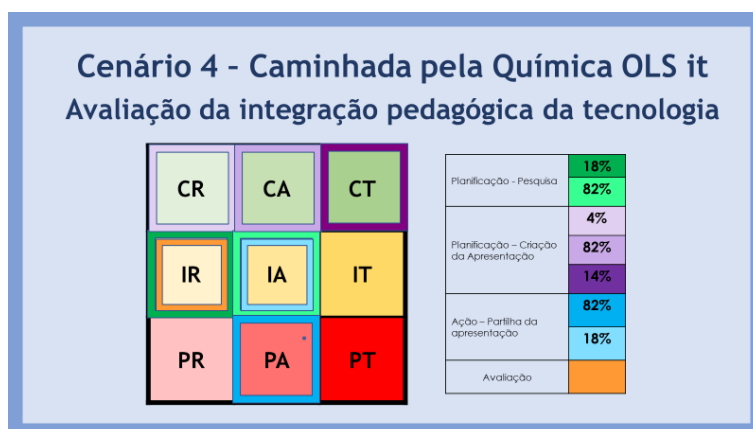 Cenário 4 – Caminhada pela Química OLS it
Avaliação da integração pedagógica da tecnologia
CR CA CT
IR IA IT
PR PA PT
Planificação - Pesquisa
18%
82%
Planificação – Criação
da Apresentação
4%
82%
14%
Ação – Partilha da
apresentação
82%
18%
Avaliação